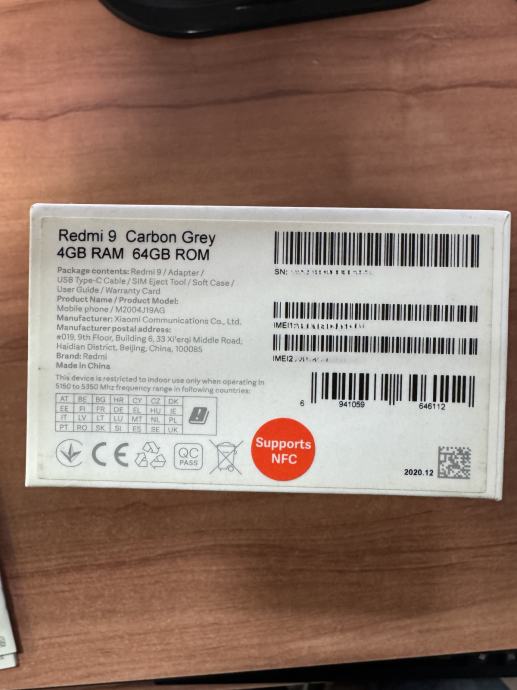 Redmi 9 Carbon Grey
4GB RAM 64GB ROM
Package contents: Redmi 9 / Adapter /
USB Type-C Cable / SIM Eject Tool / Soft Case /
User Guide / Warranty Card
Product Name / Product Model:
Mobile phone / M2004J19AG
Manufacturer: Xiaomi Communications Co., Ltd.
Manufacturer postal address:
#019, 9th Floor, Building 6, 33 Xi'erqi Middle Road,
Haidian District, Beijing, China, 100085
Brand: Redmi
Made in China
This device is restricted to indoor use only when operating in
5150 to 5350 Mhz frequency range in following countries:
AT BE BG HR CY CZ DK
EE FI FR DE EL HU IE
IT LV LT LU MT NL PL
PT RO SK SI ES SE UK
CE
QC
PASS
Supports
NFC
SN:
IMEI1
IMEI2
6 941059 646112
2020.12